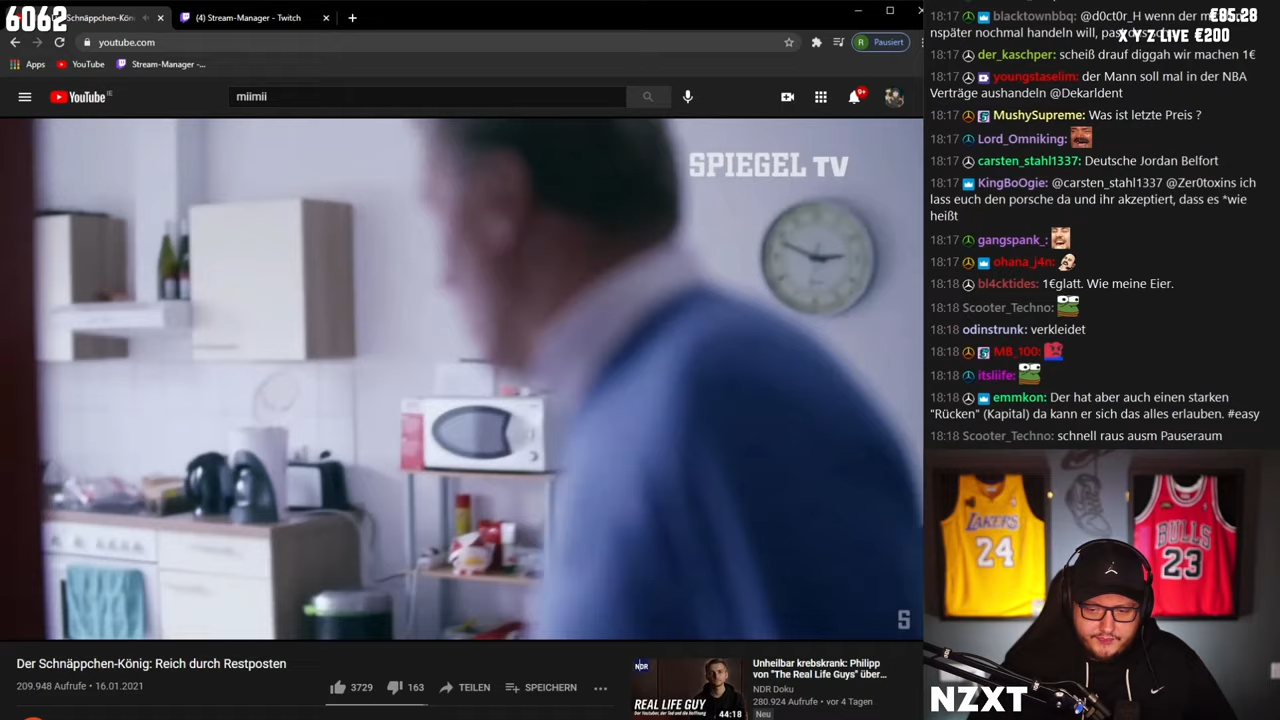 6062
Schnäppchen-Köni
(4) Stream-Manager - Twitch
youtube.com
Pausiert
Apps
YouTube
Stream-Manager -...
YouTube IE
miimii
9+
SPIEGEL TV
S
Der Schnäppchen-König: Reich durch Restposten
209.948 Aufrufe • 16.01.2021
3729
163
TEILEN
SPEICHERN
NDR
REAL LIFE GUY
44:18
Unheilbar krebskrank: Philipp
von "The Real Life Guys" über...
NDR Doku
280.924 Aufrufe • vor 4 Tagen
Neu
€85.28
X Y Z LIVE €200
18:17 blacktownbbq: @d0ct0r_H wenn der
nspäter nochmal handeln will,
18:17 der_kaschper: scheiß drauf diggah wir machen 1€
18:17 youngstaselim: der Mann soll mal in der NBA
Verträge aushandeln @DekarIdent
18:17 MushySupreme: Was ist letzte Preis ?
18:17 Lord_Omniking:
18:17 carsten_stahl1337: Deutsche Jordan Belfort
18:17 KingBoOgie: @carsten_stahl1337 @Zer0toxins ich
lass euch den porsche da und ihr akzeptiert, dass es *wie
heißt
18:17 gangspank_:
18:17 ohana_j4n:
18:18 bl4cktides: 1€glatt. Wie meine Eier.
18:18 Scooter_Techno:
18:18 odinstrunk: verkleidet
18:18 MB_100:
18:18 itsliife:
18:18 emmkon: Der hat aber auch einen starken
"Rücken" (Kapital) da kann er sich das alles erlauben. #easy
18:18 Scooter_Techno: schnell raus ausm Pauseraum
LAKERS
24
BULLS
23
NZXT